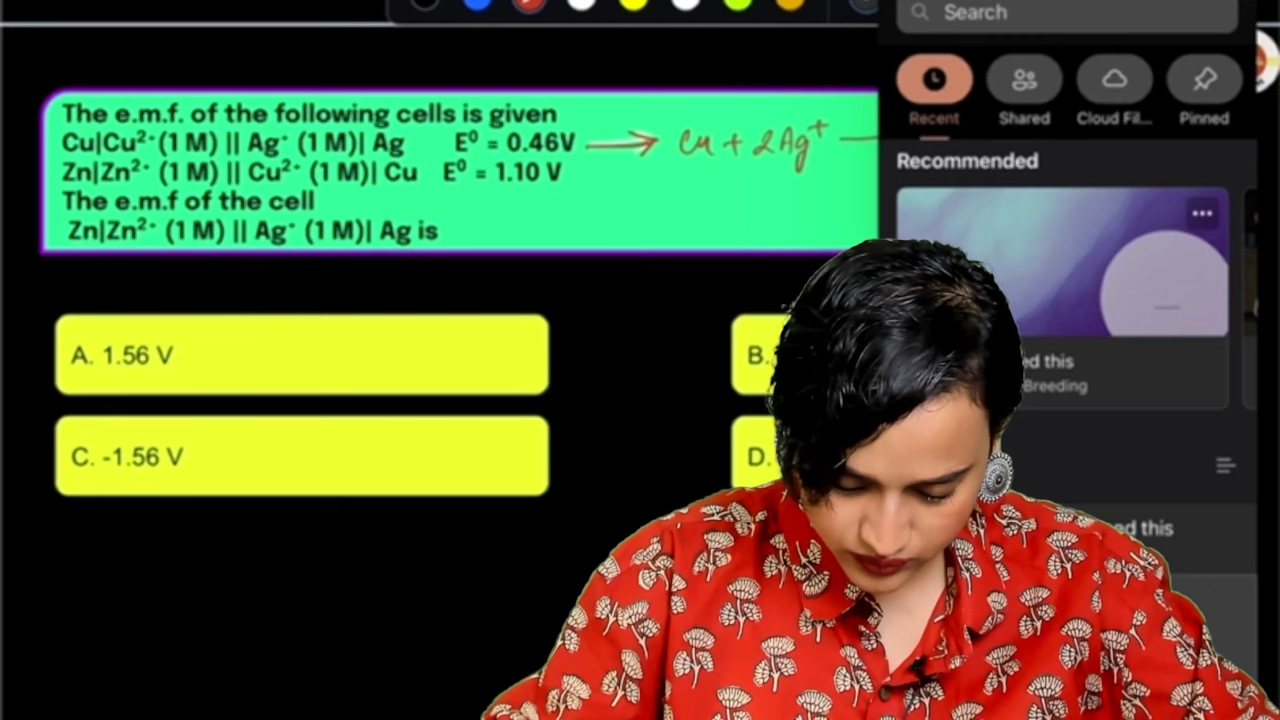 Search
Recent
Shared
Cloud Fil...
Pinned
Recommended
The e.m.f. of the following cells is given
Cu|Cu²⁺(1 M) || Ag⁺ (1 M)| Ag E⁰ = 0.46V → Cu + 2Ag⁺ —
Zn|Zn²⁺ (1 M) || Cu²⁺ (1 M)| Cu E⁰ = 1.10 V
The e.m.f of the cell
Zn|Zn²⁺ (1 M) || Ag⁺ (1 M)| Ag is
A. 1.56 V
B.
C. -1.56 V
D.
ed this
Breeding
ed this